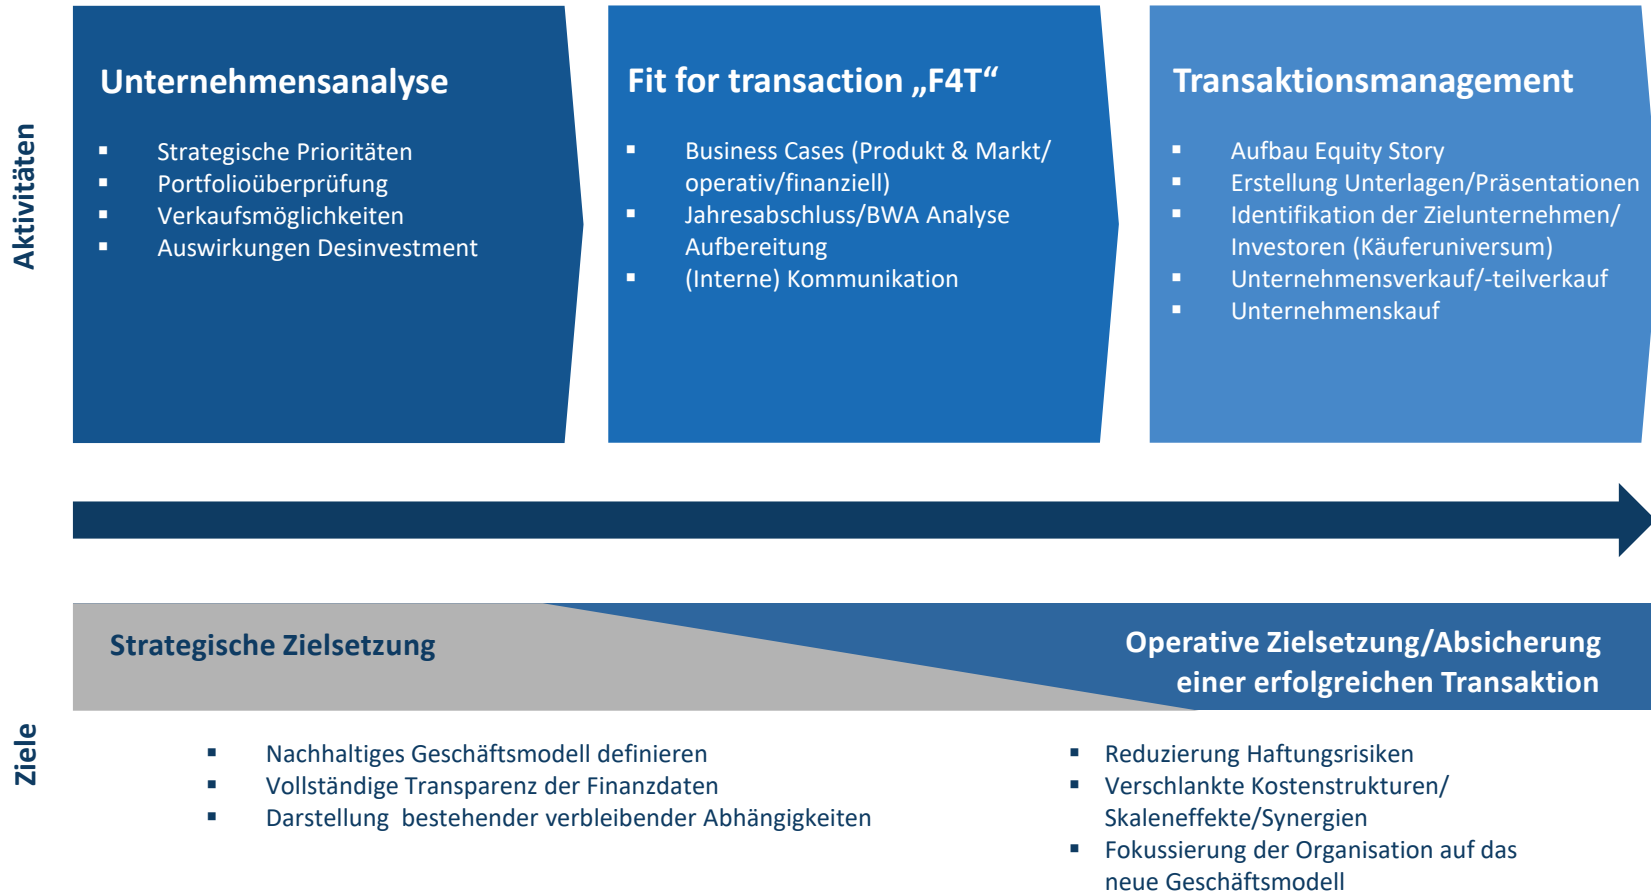 Aktivitäten
Unternehmensanalyse
▪ Strategische Prioritäten
▪ Portfolioüberprüfung
▪ Verkaufsmöglichkeiten
▪ Auswirkungen Desinvestment
Fit for transaction „F4T“
▪ Business Cases (Produkt & Markt/
operativ/finanziell)
▪ Jahresabschluss/BWA Analyse
Aufbereitung
▪ (Interne) Kommunikation
Transaktionsmanagement
▪ Aufbau Equity Story
▪ Erstellung Unterlagen/Präsentationen
▪ Identifikation der Zielunternehmen/
Investoren (Käuferuniversum)
▪ Unternehmensverkauf/-teilverkauf
▪ Unternehmenskauf
Ziele
Strategische Zielsetzung
Operative Zielsetzung/Absicherung
einer erfolgreichen Transaktion
▪ Nachhaltiges Geschäftsmodell definieren
▪ Vollständige Transparenz der Finanzdaten
▪ Darstellung bestehender verbleibender Abhängigkeiten
▪ Reduzierung Haftungsrisiken
▪ Verschlankte Kostenstrukturen/
Skaleneffekte/Synergien
▪ Fokussierung der Organisation auf das
neue Geschäftsmodell